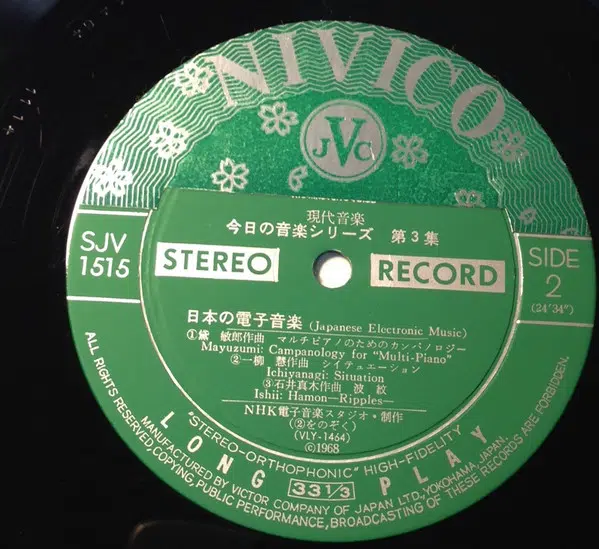 NIVICO
JVC
現代音楽
今日の音楽シリーズ 第3集
SJV
1515
STEREO
RECORD
SIDE
2
(24'34")
日本の電子音楽 (Japanese Electronic Music)
①黛 敏郎作曲 マルチピアノのためのカンパノロジー
Mayuzumi: Campanology for "Multi-Piano"
②一柳 慧作曲 シイテュエーション
Ichiyanagi: Situation
③石井真木作曲 波紋
Ishii: Hamon—Ripples—
NHK電子音楽スタジオ・制作
(②をのぞく)
(VLY-1464)
©1968
"STEREO-ORTHOPHONIC" HIGH-FIDELITY
LONG 33 1/3 PLAY
ALL RIGHTS RESERVED, MANUFACTURED BY VICTOR COMPANY OF JAPAN LTD, YOKOHAMA, JAPAN.
COPYING, PUBLIC PERFORMANCE, BROADCASTING OF THESE RECORDS ARE FORBIDDEN.